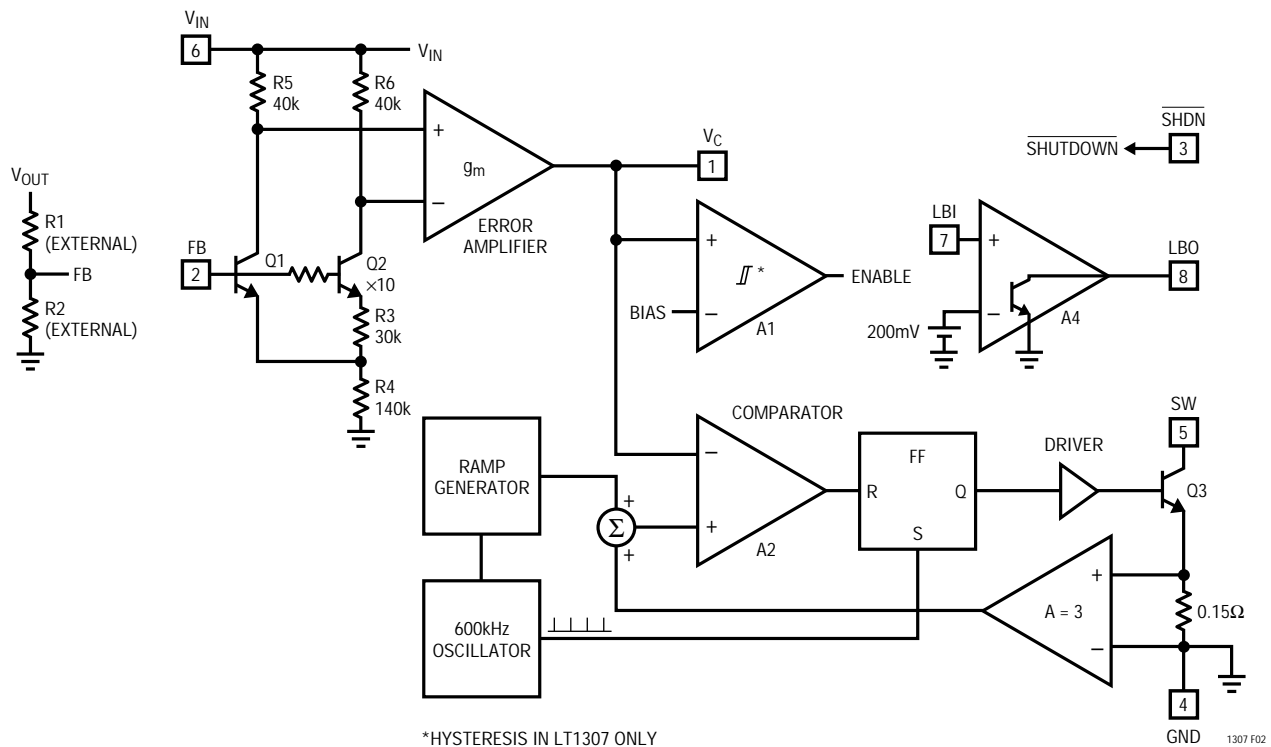 VIN
6
VIN
R5
40k
R6
40k
+
gm
−
ERROR
AMPLIFIER
VC
1
SHDN
3
SHUTDOWN
VOUT
R1
(EXTERNAL)
FB
R2
(EXTERNAL)
FB
2
Q1
Q2
×10
R3
30k
R4
140k
+
*
−
BIAS
A1
ENABLE
LBI
7
+
−
200mV
A4
LBO
8
RAMP
GENERATOR
600kHz
OSCILLATOR
+
Σ
+
COMPARATOR
−
+
A2
FF
R
Q
S
DRIVER
SW
5
Q3
A = 3
+
−
0.15Ω
4
GND
*HYSTERESIS IN LT1307 ONLY
1307 F02